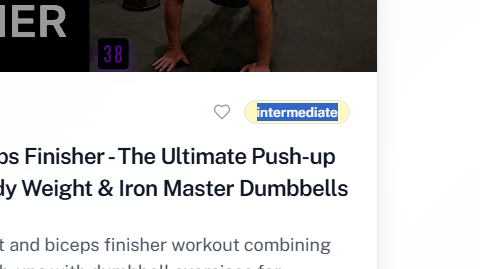 IER
38
intermediate
ps Finisher - The Ultimate Push-up
dy Weight & Iron Master Dumbbells
t and biceps finisher workout combining